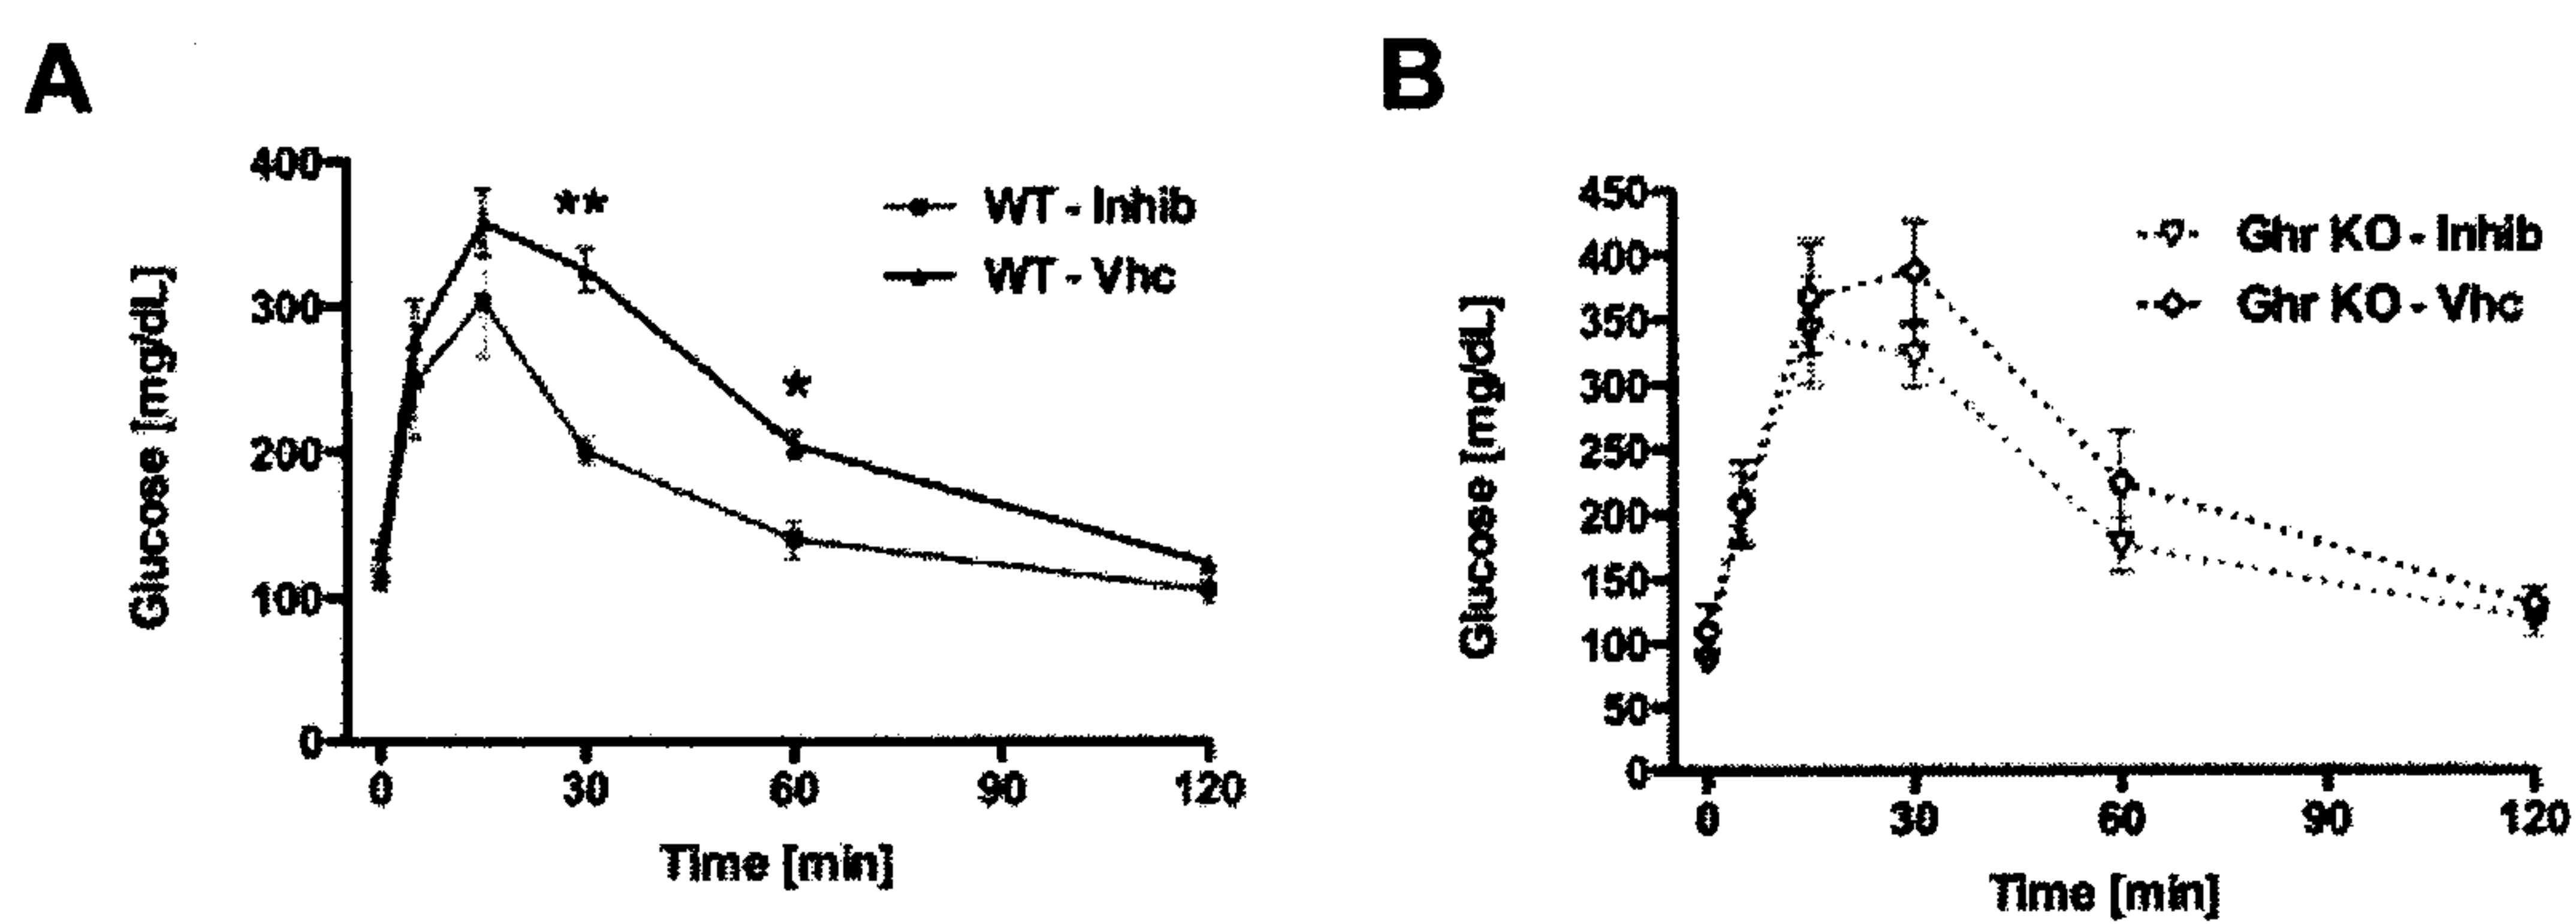 A
B
400
300
200
100
0
Glucose [mg/dL]
**
*
WT - Inhib
WT - Vhc
0 30 60 90 120
Time [min]
450
400
350
300
250
200
150
100
50
0
Glucose [mg/dL]
Ghr KO - Inhib
Ghr KO - Vhc
0 30 60 90 120
Time [min]